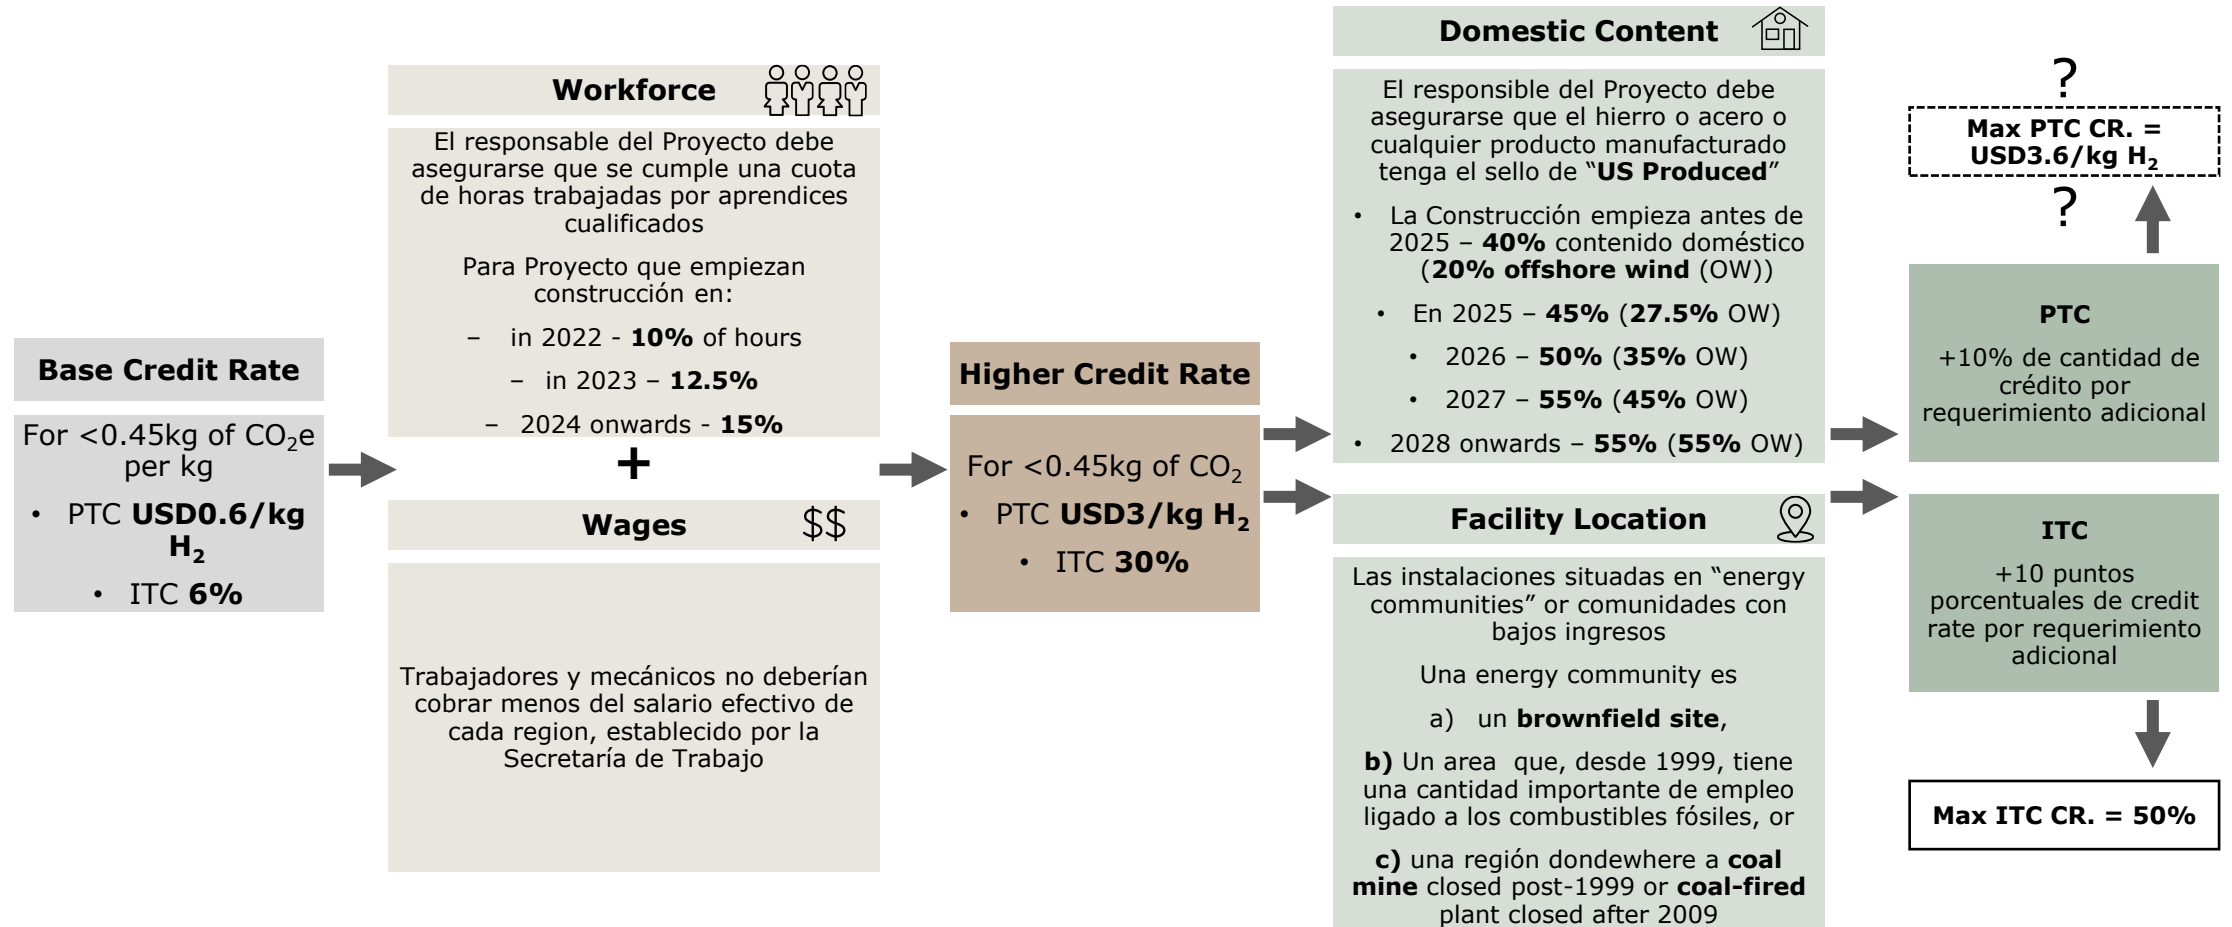 Base Credit Rate
For <0.45kg of CO₂e
per kg
• PTC USD0.6/kg
H₂
• ITC 6%
Workforce
El responsable del Proyecto debe
asegurarse que se cumple una cuota
de horas trabajadas por aprendices
cualificados
Para Proyecto que empiezan
construcción en:
– in 2022 - 10% of hours
– in 2023 – 12.5%
– 2024 onwards - 15%
+
Wages $$
Trabajadores y mecánicos no deberían
cobrar menos del salario efectivo de
cada region, establecido por la
Secretaría de Trabajo
Higher Credit Rate
For <0.45kg of CO₂
• PTC USD3/kg H₂
• ITC 30%
Domestic Content
El responsible del Proyecto debe
asegurarse que el hierro o acero o
cualquier producto manufacturado
tenga el sello de “US Produced”
• La Construcción empieza antes de
2025 – 40% contenido doméstico
(20% offshore wind (OW))
• En 2025 – 45% (27.5% OW)
• 2026 – 50% (35% OW)
• 2027 – 55% (45% OW)
• 2028 onwards – 55% (55% OW)
Facility Location
Las instalaciones situadas en “energy
communities” or comunidades con
bajos ingresos
Una energy community es
a) un brownfield site,
b) Un area que, desde 1999, tiene
una cantidad importante de empleo
ligado a los combustibles fósiles, or
c) una región dondewhere a coal
mine closed post-1999 or coal-fired
plant closed after 2009
?
Max PTC CR. =
USD3.6/kg H₂
?
PTC
+10% de cantidad de
crédito por
requerimiento adicional
ITC
+10 puntos
porcentuales de credit
rate por requerimiento
adicional
Max ITC CR. = 50%